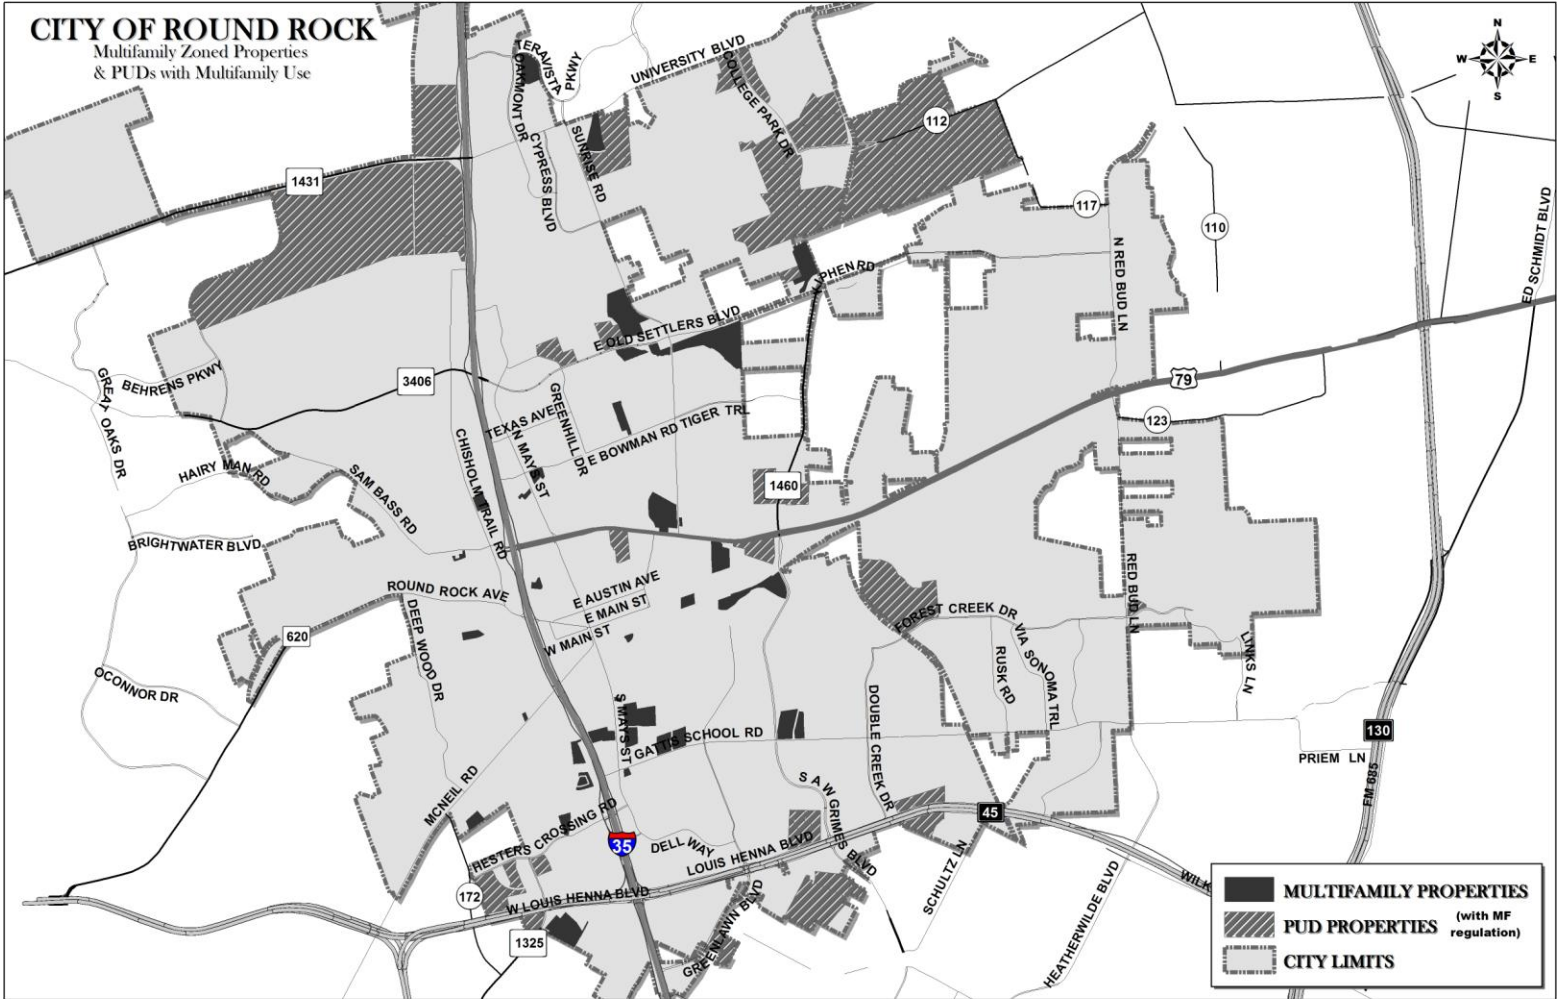 CITY OF ROUND ROCK
Multifamily Zoned Properties
& PUDs with Multifamily Use
N
W
E
S
TERAVISTA
PKWY
OAKMONT DR
UNIVERSITY BLVD
COLLEGE PARK DR
112
CYPRESS BLVD
SUNRISE RD
1431
117
110
N RED BUD LN
ED SCHMIDT BLVD
E OLD SETTLERS BLVD
BEHRENS PKWY
GREAT OAKS DR
3406
79
123
TEXAS AVE
GREENHILL DR
N MAYS ST
E BOWMAN RD
TIGER TRL
CHISHOLM TRAIL RD
HAIRY MAN RD
SAM BASS RD
1460
BRIGHTWATER BLVD
ROUND ROCK AVE
E AUSTIN AVE
E MAIN ST
W MAIN ST
RED BUD LN
FOREST CREEK DR
VIA SONOMA TRL
RUSK RD
LINKS LN
620
DEEP WOOD DR
OCONNOR DR
S MAYS ST
GATTIS SCHOOL RD
DOUBLE CREEK DR
130
PRIEM LN
FM 685
MCNEIL RD
S A W GRIMES BLVD
45
HESTERS CROSSING RD
35
DELL WAY
LOUIS HENNA BLVD
SCHULTZ LN
W LOUIS HENNA BLVD
172
1325
GREENLAWN BLVD
HEATHERWILDE BLVD
MULTIFAMILY PROPERTIES
PUD PROPERTIES (with MF
regulation)
CITY LIMITS